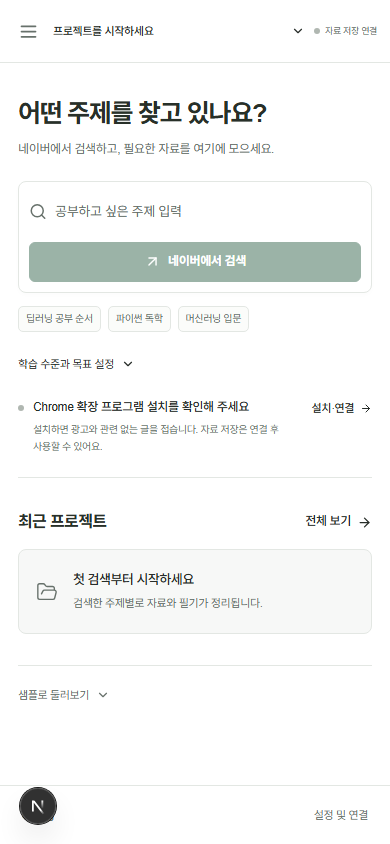 프로젝트를 시작하세요
자료 저장 연결
어떤 주제를 찾고 있나요?
네이버에서 검색하고, 필요한 자료를 여기에 모으세요.
공부하고 싶은 주제 입력
네이버에서 검색
딥러닝 공부 순서
파이썬 독학
머신러닝 입문
학습 수준과 목표 설정
Chrome 확장 프로그램 설치를 확인해 주세요
설치·연결
설치하면 광고와 관련 없는 글을 접습니다. 자료 저장은 연결 후
사용할 수 있어요.
최근 프로젝트
전체 보기
첫 검색부터 시작하세요
검색한 주제별로 자료와 필기가 정리됩니다.
샘플로 둘러보기
N
설정 및 연결